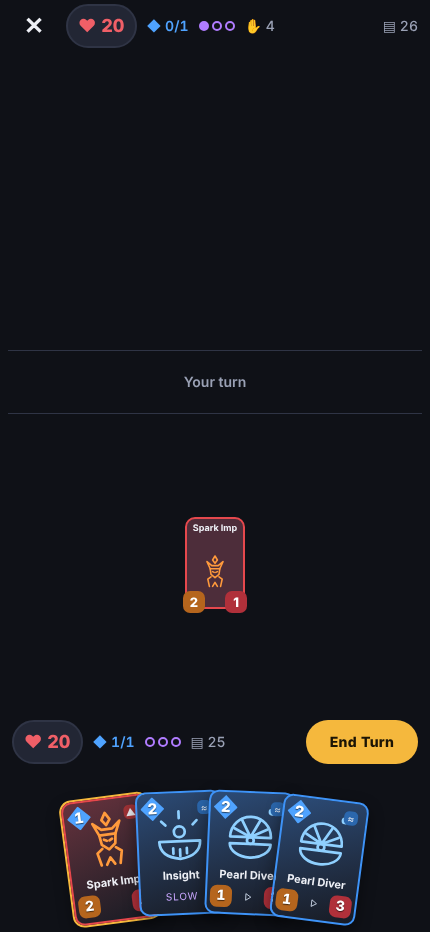 20 0/1 4 26
Your turn
Spark Imp
2 1
20 1/1 25 End Turn
1 Spark Imp 2
2 Insight SLOW
2 Pearl Dive 1
2 Pearl Diver 1 3